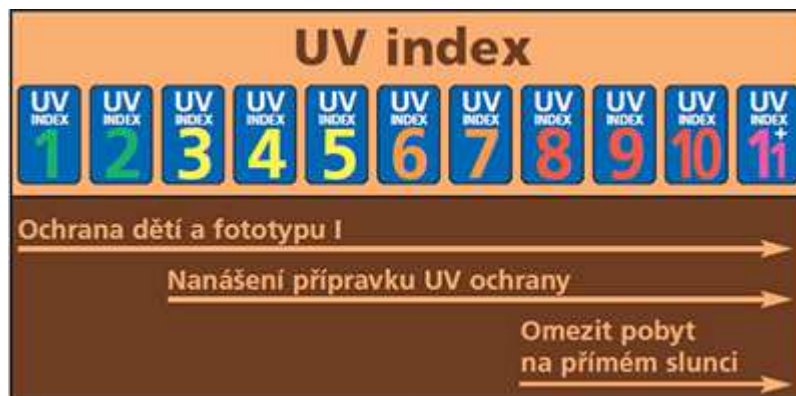 UV index
UV
INDEX
1
UV
INDEX
2
UV
INDEX
3
UV
INDEX
4
UV
INDEX
5
UV
INDEX
6
UV
INDEX
7
UV
INDEX
8
UV
INDEX
9
UV
INDEX
10
UV
INDEX
11+
Ochrana dětí a fototypu I
Nanášení přípravku UV ochrany
Omezit pobyt
na přímém slunci